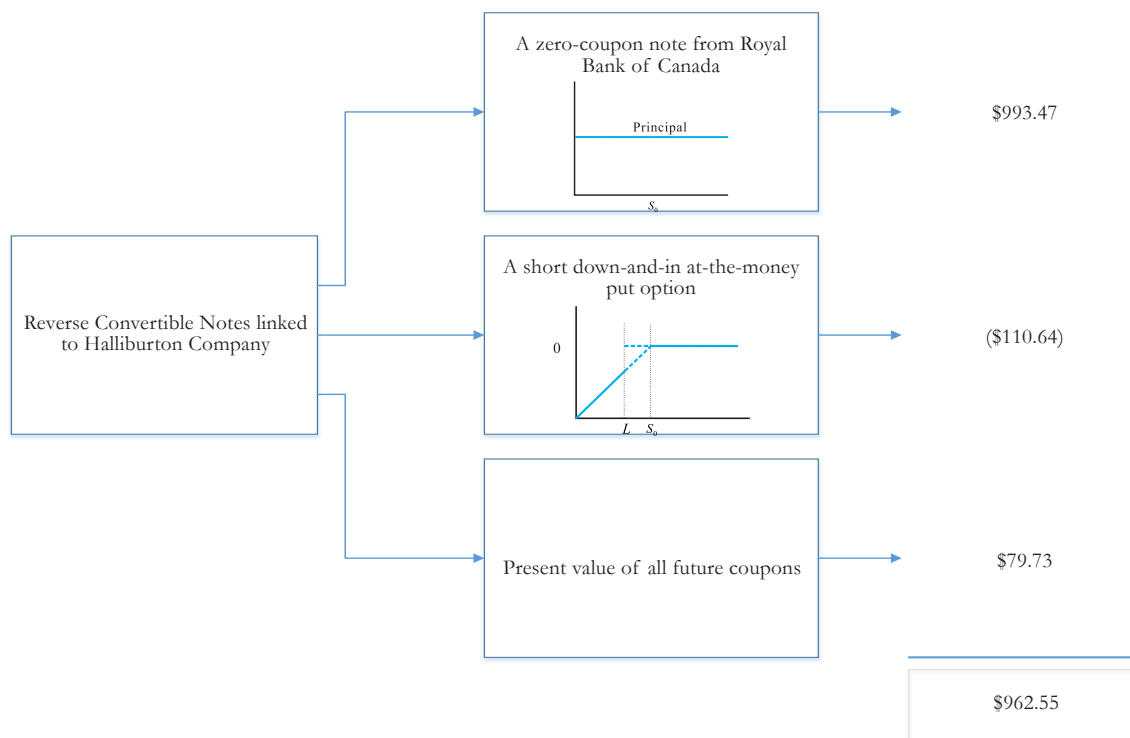 A zero-coupon note from Royal
Bank of Canada
Principal
S₀
$993.47
Reverse Convertible Notes linked
to Halliburton Company
A short down-and-in at-the-money
put option
0
L S₀
($110.64)
Present value of all future coupons
$79.73
$962.55